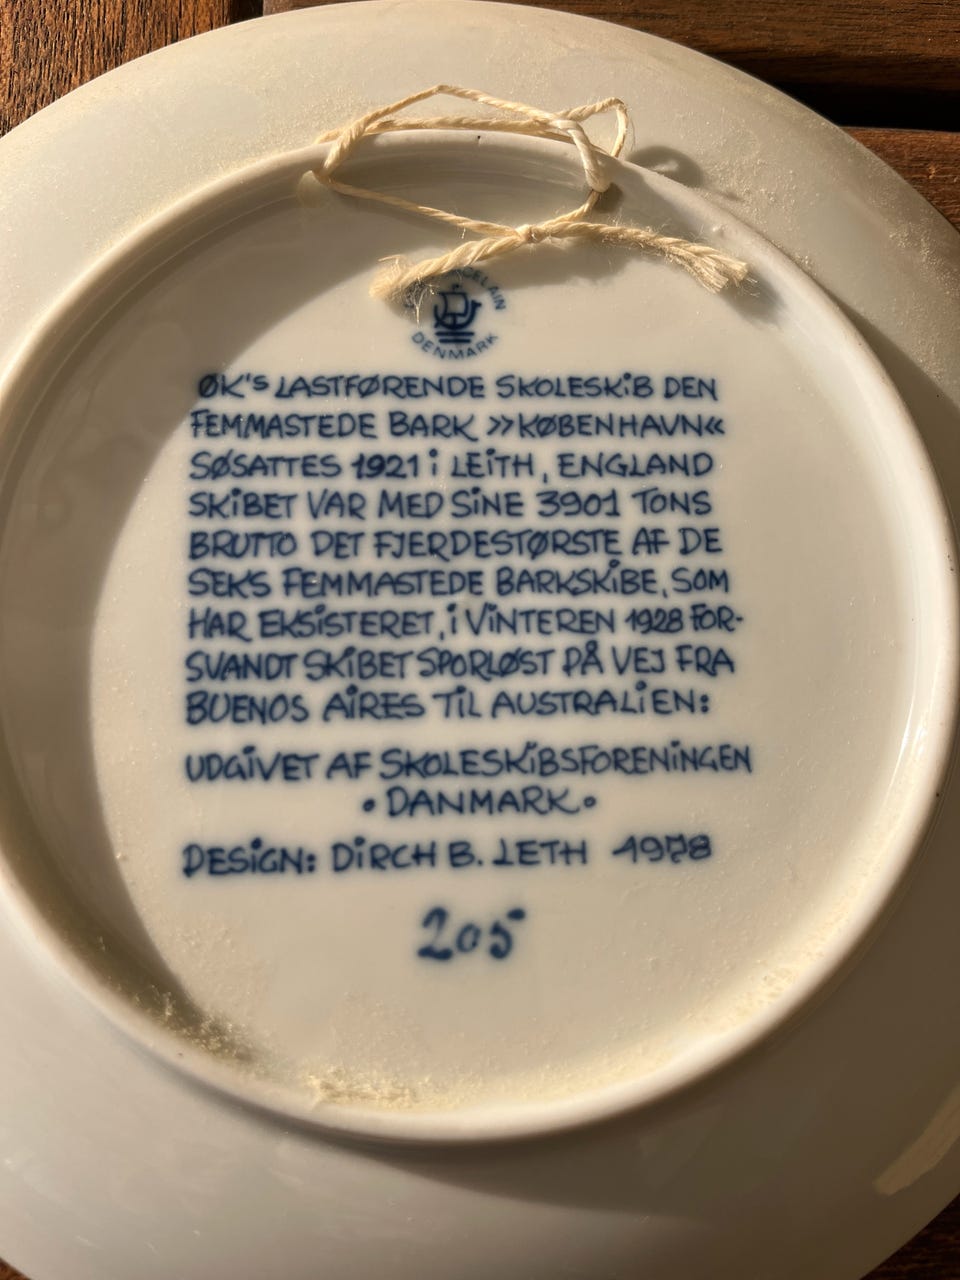 PORCELAIN
DENMARK
ØK's LASTFØRENDE SKOLESKiB DEN
FEMMASTEDE BARK »KØBENHAVN«
SØSATTES 1921 i LEiTH, ENGLAND
SKiBET VAR MED SiNE 3901 TONS
BRUTTO DET FJERDESTØRSTE AF DE
SEKS FEMMASTEDE BARKSKiBE, SOM
HAR EKSiSTERET, i ViNTEREN 1928 FOR-
SVANDT SKiBET SPORLØST PÅ VEJ FRA
BUENOS AiRES TiL AUSTRALiEN:
UDGiVET AF SKOLESKiBSFORENiNGEN
• DANMARK •
DESiGN: DiRCH B. LETH 1978
205